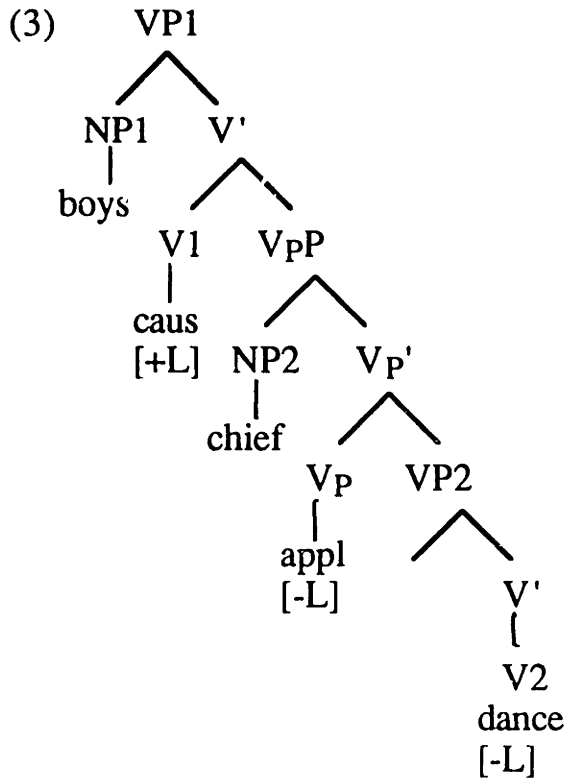 (3) VP1
NP1 V'
boys
V1 VPP
caus
[+L] NP2 VP'
chief
VP VP2
appl
[-L] V'
V2
dance
[-L]